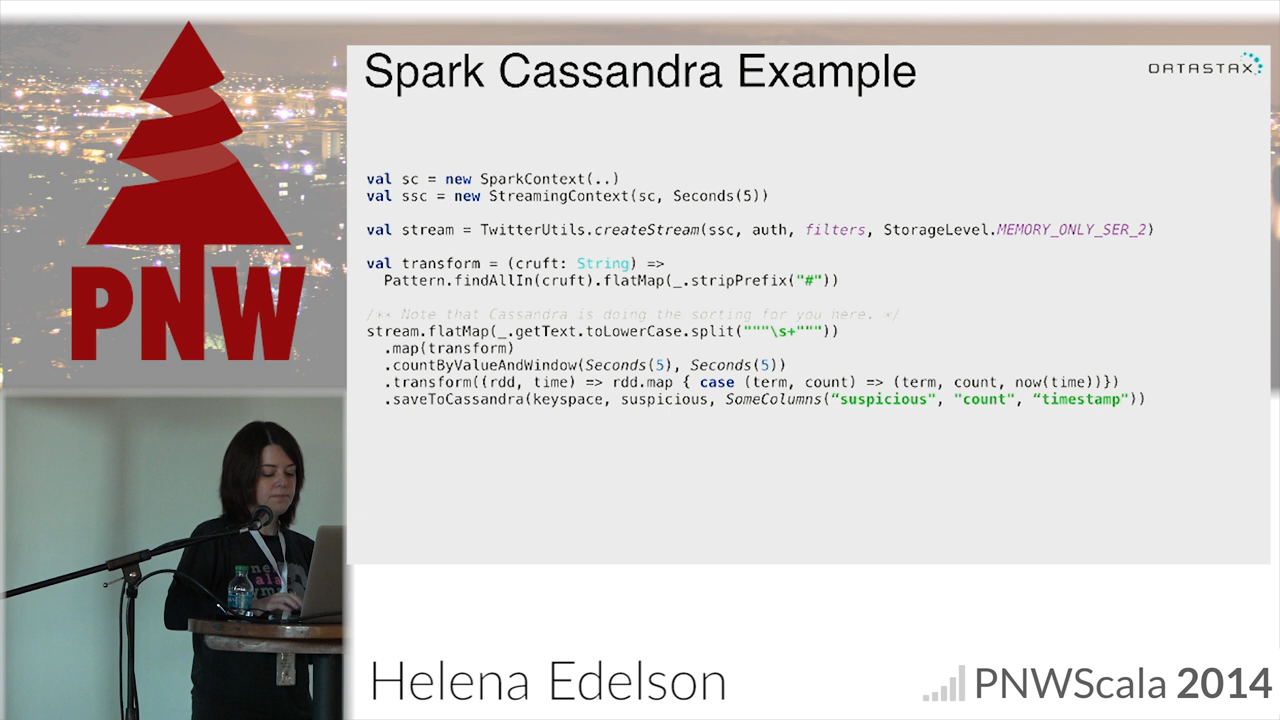 PNW
Spark Cassandra Example
DATASTAX
val sc = new SparkContext(..)
val ssc = new StreamingContext(sc, Seconds(5))
val stream = TwitterUtils.createStream(ssc, auth, filters, StorageLevel.MEMORY_ONLY_SER_2)
val transform = (cruft: String) =>
Pattern.findAllIn(cruft).flatMap(_.stripPrefix("#"))
/** Note that Cassandra is doing the sorting for you here. */
stream.flatMap(_.getText.toLowerCase.split("""\s+"""))
.map(transform)
.countByValueAndWindow(Seconds(5), Seconds(5))
.transform((rdd, time) => rdd.map { case (term, count) => (term, count, now(time))})
.saveToCassandra(keyspace, suspicious, SomeColumns(“suspicious", "count", “timestamp"))
Helena Edelson
PNWScala 2014